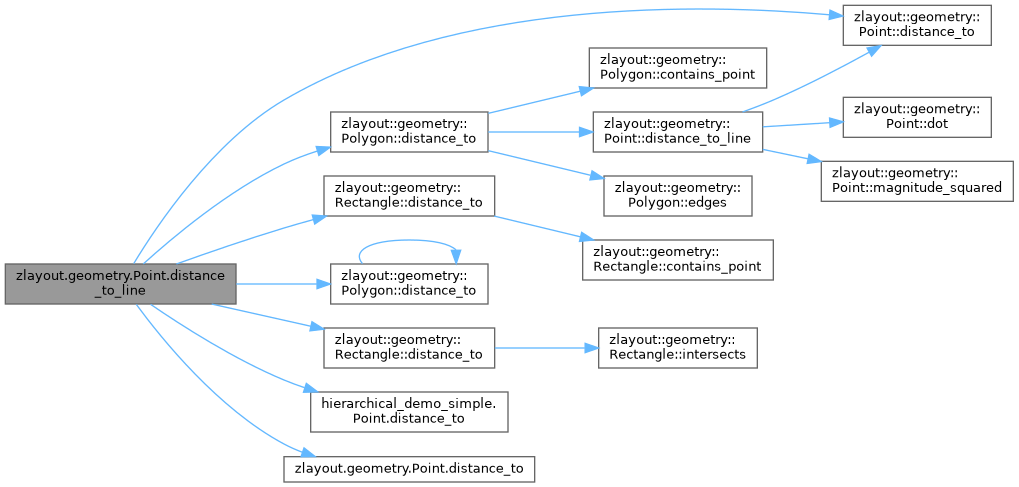 zlayout::geometry::
Point::distance_to
zlayout::geometry::
Polygon::contains_point
zlayout::geometry::
Polygon::distance_to
zlayout::geometry::
Point::distance_to_line
zlayout::geometry::
Point::dot
zlayout::geometry::
Point::magnitude_squared
zlayout::geometry::
Rectangle::distance_to
zlayout::geometry::
Polygon::edges
zlayout.geometry.Point.distance
_to_line
zlayout::geometry::
Polygon::distance_to
zlayout::geometry::
Rectangle::contains_point
zlayout::geometry::
Rectangle::distance_to
zlayout::geometry::
Rectangle::intersects
hierarchical_demo_simple.
Point.distance_to
zlayout.geometry.Point.distance_to